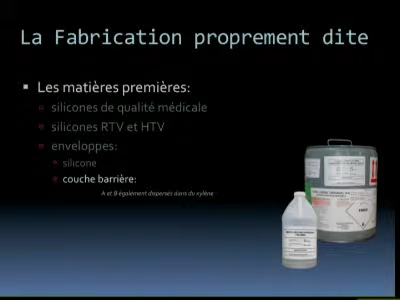 La Fabrication proprement dite
Les matières premières:
silicones de qualité médicale
silicones RTV et HTV
enveloppes:
silicone
couche barrière:
A et B également dispersés dans du xylène